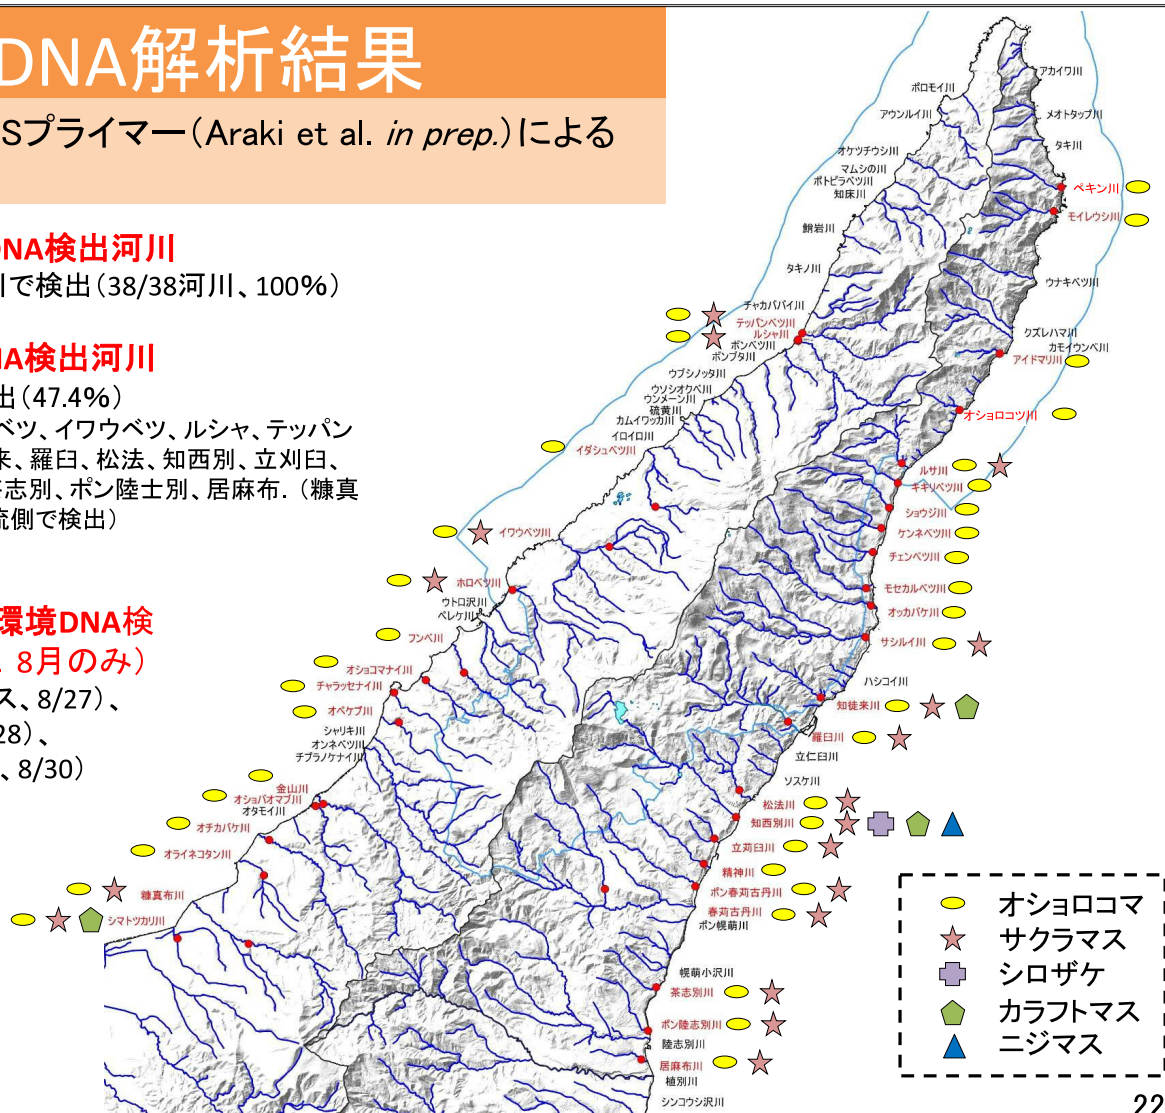 DNA解析結果
Sプライマー(Araki et al. in prep.)による
DNA検出河川
川で検出(38/38河川、100%)
NA検出河川
出(47.4%)
ベツ、イワウベツ、ルシャ、テッパン
来、羅臼、松法、知西別、立刈臼、
志別、ポン陸士別、居麻布.(糠真
流側で検出)
環境DNA検
8月のみ)
ス、8/27)、
28)、
、8/30)
アカイワ川
ポロモイ川
アウンルイ川
メオトタップ川
タキ川
オケツチウシ川
マムシの川
ポトピラベツ川
知床川
ペキン川
モイレウシ川
鮹岩川
タキノ川
ウナキベツ川
チャカババイ川
テッパンベツ川
ルシャ川
ポンベツ川
ポンプタ川
クズレハマ川
カモイウンベ川
アイドマリ川
ウブシノッタ川
ウソシオクベ川
ウンメーン川
硫黄川
カムイワッカ川
イロイロ川
イダシュベツ川
オショロコツ川
ルサ川
キキリベツ川
ショウジ川
ケンネベツ川
チエンベツ川
モセカルベツ川
オッカバケ川
サシルイ川
イワウベツ川
ホロベツ川
ウトロ沢川
ペレケ川
フンベ川
オショコマナイ川
チャラッセナイ川
オペケプ川
シャリキ川
オンネベツ川
チプラノケナイ川
ハシコイ川
知徒来川
羅臼川
立仁臼川
ソスケ川
松法川
知西別川
立苅臼川
精神川
ポン春苅古丹川
春苅古丹川
ポン幌萌川
金山川
オショパオマブ川
オタモイ川
オチカバケ川
オライネコタン川
糠真布川
シマトツカリ川
幌萌小沢川
茶志別川
ポン陸志別川
陸志別川
居麻布川
植別川
シンコウシ沢川
オショロコマ
サクラマス
シロザケ
カラフトマス
ニジマス
22